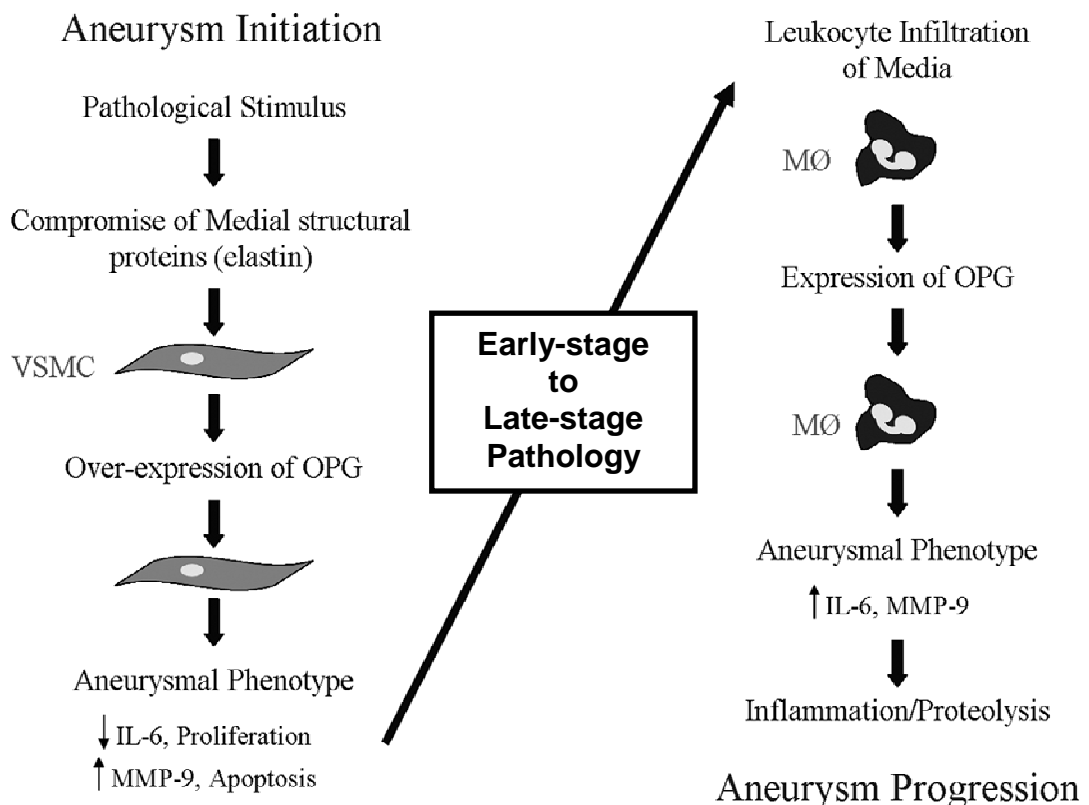 Aneurysm Initiation
Pathological Stimulus
Compromise of Medial structural
proteins (elastin)
VSMC
Over-expression of OPG
Aneurysmal Phenotype
↓ IL-6, Proliferation
↑ MMP-9, Apoptosis
Early-stage
to
Late-stage
Pathology
Leukocyte Infiltration
of Media
MØ
Expression of OPG
MØ
Aneurysmal Phenotype
↑ IL-6, MMP-9
Inflammation/Proteolysis
Aneurysm Progression